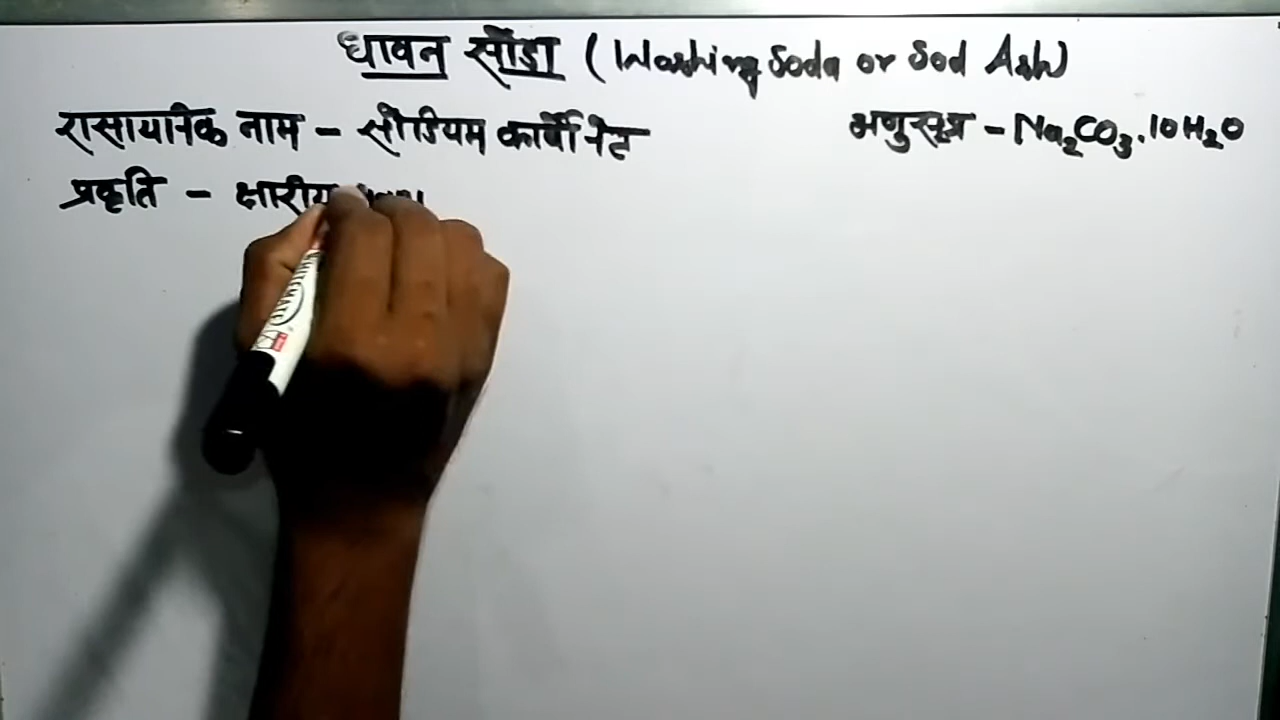 धावन सोडा ( Washing Soda or Sod Ash)
रासायनिक नाम - सोडियम कार्बोनेट
अणुसूत्र - Na₂CO₃.10H₂O
प्रकृति - क्षारीय